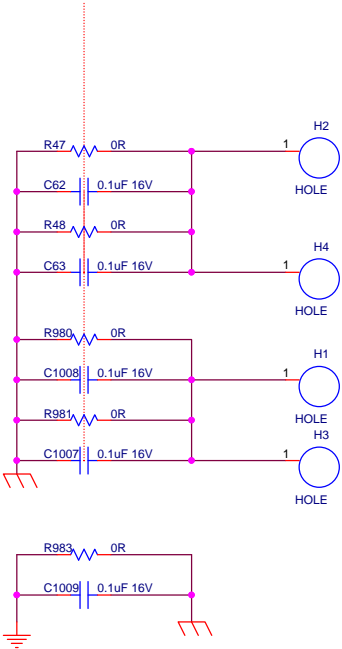 H2
R47 0R 1
C62 0.1uF 16V HOLE
R48 0R
H4
C63 0.1uF 16V 1
HOLE
R980 0R
H1
C1008 0.1uF 16V 1
R981 0R HOLE
H3
C1007 0.1uF 16V 1
HOLE
R983 0R
C1009 0.1uF 16V